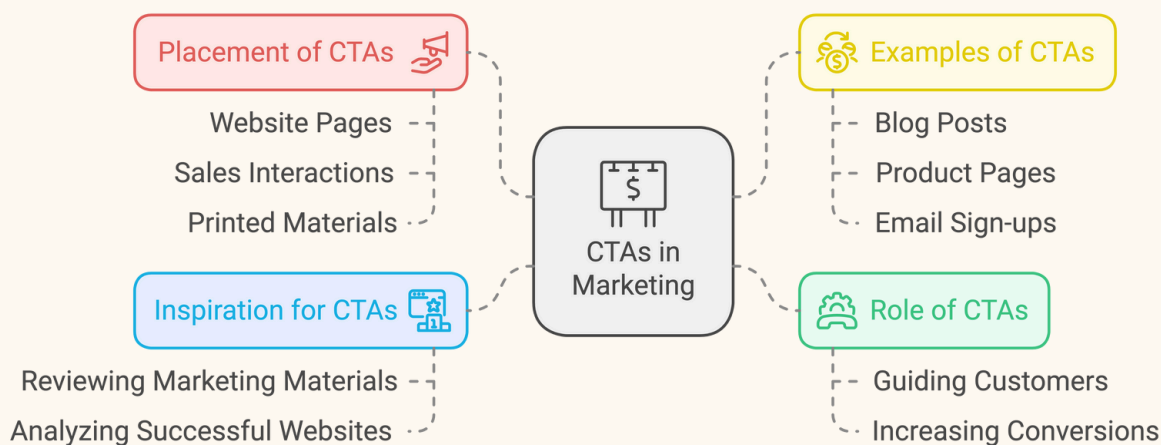 Placement of CTAs
Website Pages
Sales Interactions
Printed Materials
Inspiration for CTAs
1
Reviewing Marketing Materials
Analyzing Successful Websites
$
CTAs in
Marketing
$
Examples of CTAs
Blog Posts
Product Pages
Email Sign-ups
Role of CTAs
Guiding Customers
Increasing Conversions